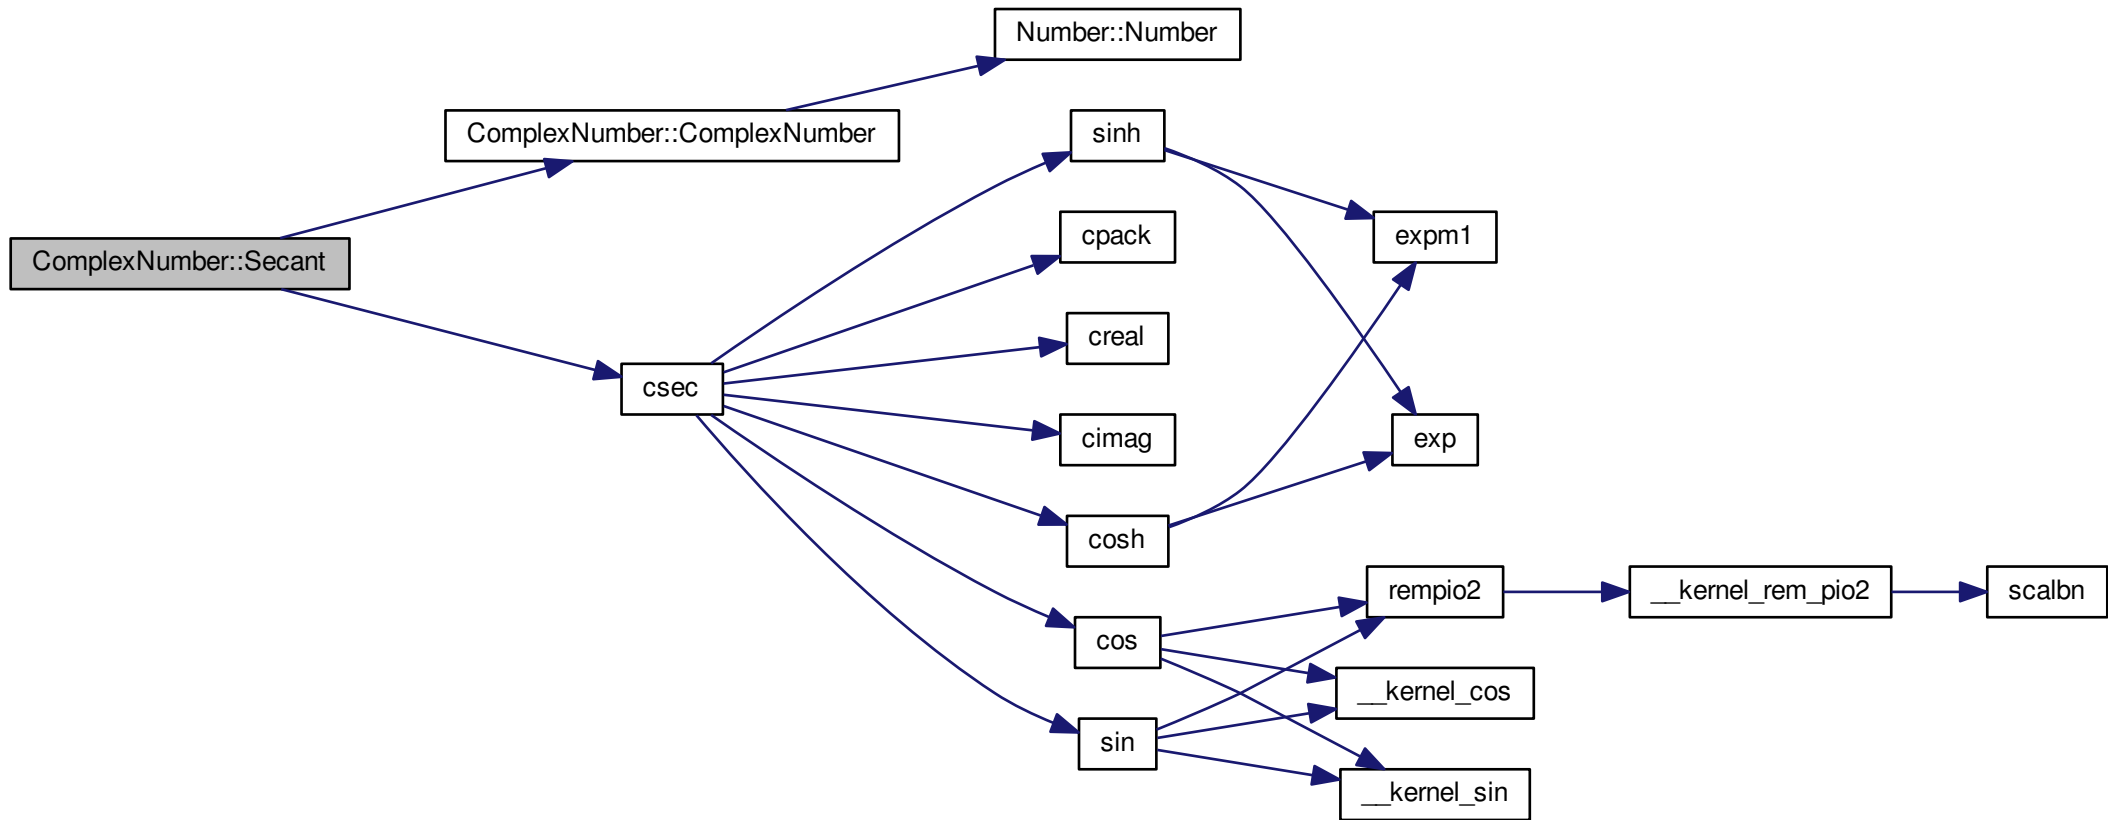 Number::Number
ComplexNumber::ComplexNumber
sinh
cpack
expm1
ComplexNumber::Secant
creal
csec
cimag
exp
cosh
rempio2
__kernel_rem_pio2
scalbn
cos
__kernel_cos
sin
__kernel_sin